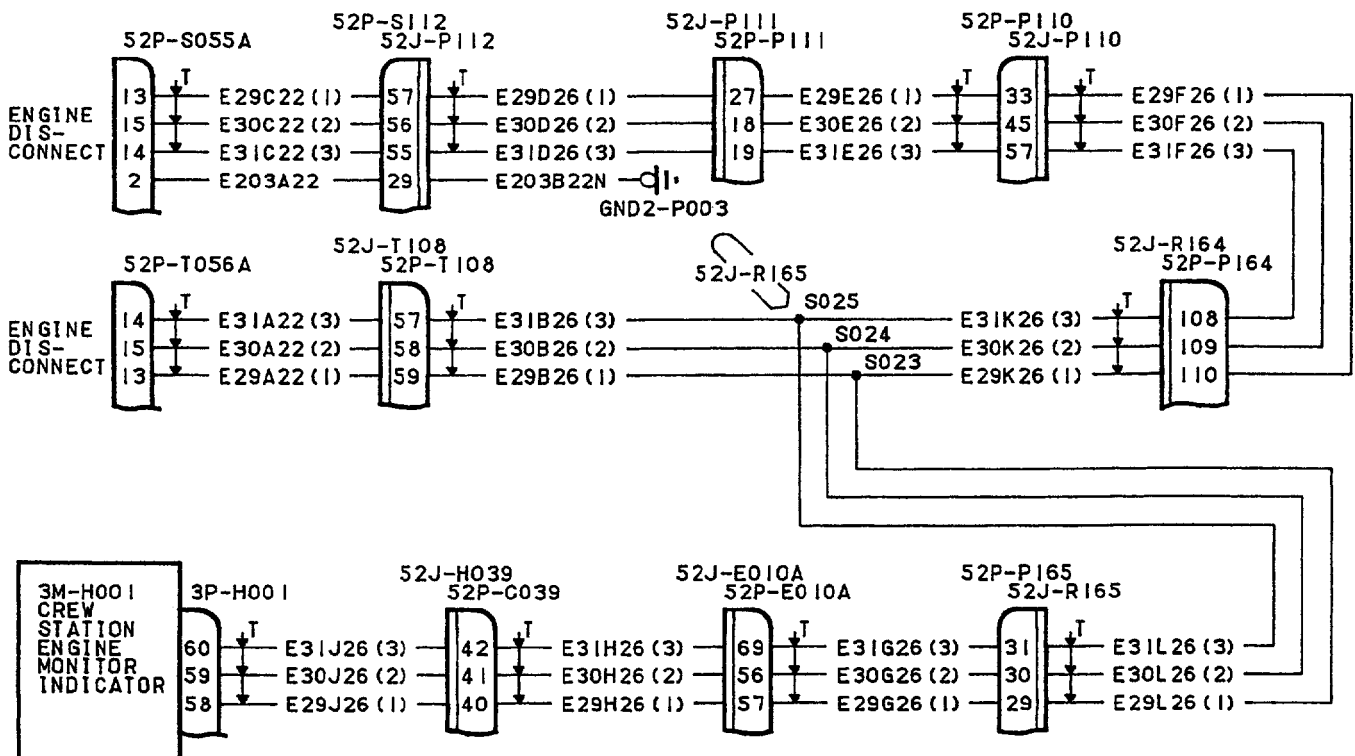 52P-S112 52J-P111 52P-P110
52P-S055A 52J-P112 52P-P111 52J-P110
T T T T
13 E29C22(1) 57 E29D26(1) 27 E29E26(1) 33 E29F26(1)
ENGINE
DIS-
CONNECT
15 E30C22(2) 56 E30D26(2) 18 E30E26(2) 45 E30F26(2)
14 E31C22(3) 55 E31D26(3) 19 E31E26(3) 57 E31F26(3)
2 E203A22 29 E203B22N
GND2-P003
52J-T108 52J-R164
52P-T056A 52P-T108 52J-R165 52P-P164
T T S025 T
14 E31A22(3) 57 E31B26(3) E31K26(3) 108
ENGINE
DIS-
CONNECT
15 E30A22(2) 58 E30B26(2) S024 E30K26(2) 109
13 E29A22(1) 59 E29B26(1) S023 E29K26(1) 110
52J-H039 52J-E010A 52P-P165
3P-H001 52P-C039 52P-E010A 52J-R165
3M-H001
CREW
STATION
ENGINE
MONITOR
INDICATOR
T T T T
60 E31J26(3) 42 E31H26(3) 69 E31G26(3) 31 E31L26(3)
59 E30J26(2) 41 E30H26(2) 56 E30G26(2) 30 E30L26(2)
58 E29J26(1) 40 E29H26(1) 57 E29G26(1) 29 E29L26(1)